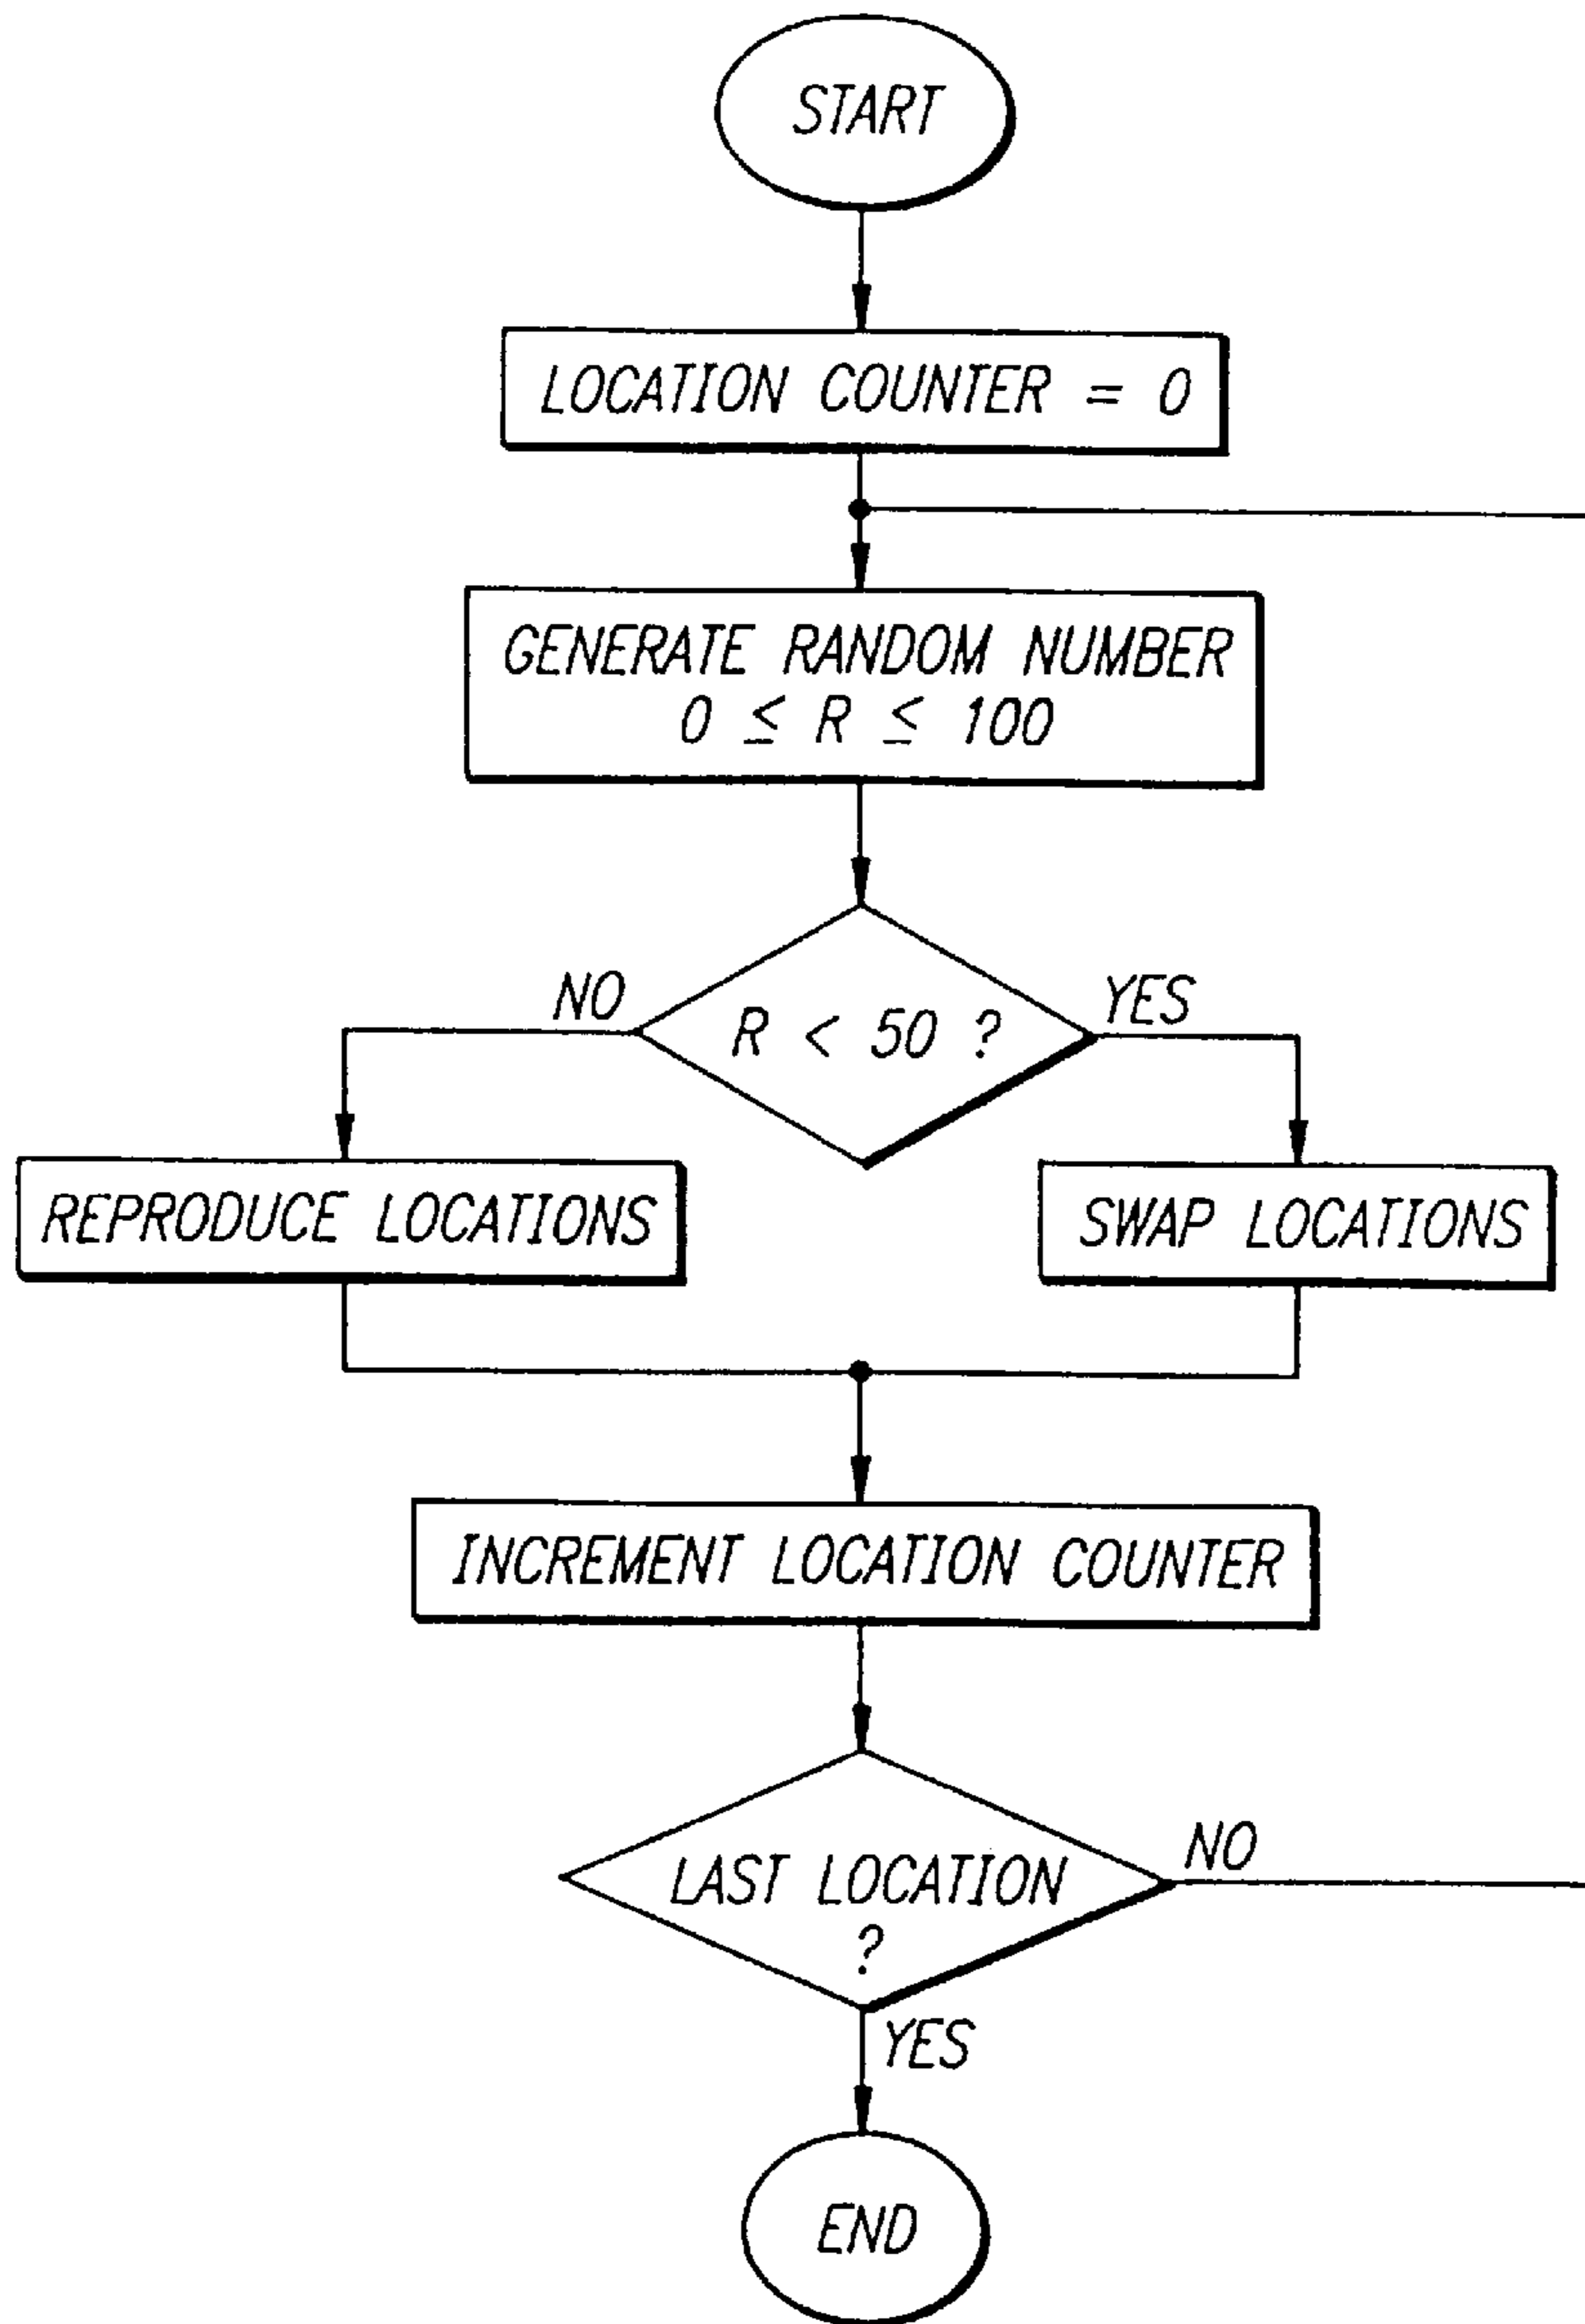 START
LOCATION COUNTER = 0
GENERATE RANDOM NUMBER
0 ≤ R ≤ 100
NO
YES
R < 50 ?
REPRODUCE LOCATIONS
SWAP LOCATIONS
INCREMENT LOCATION COUNTER
NO
LAST LOCATION
?
YES
END